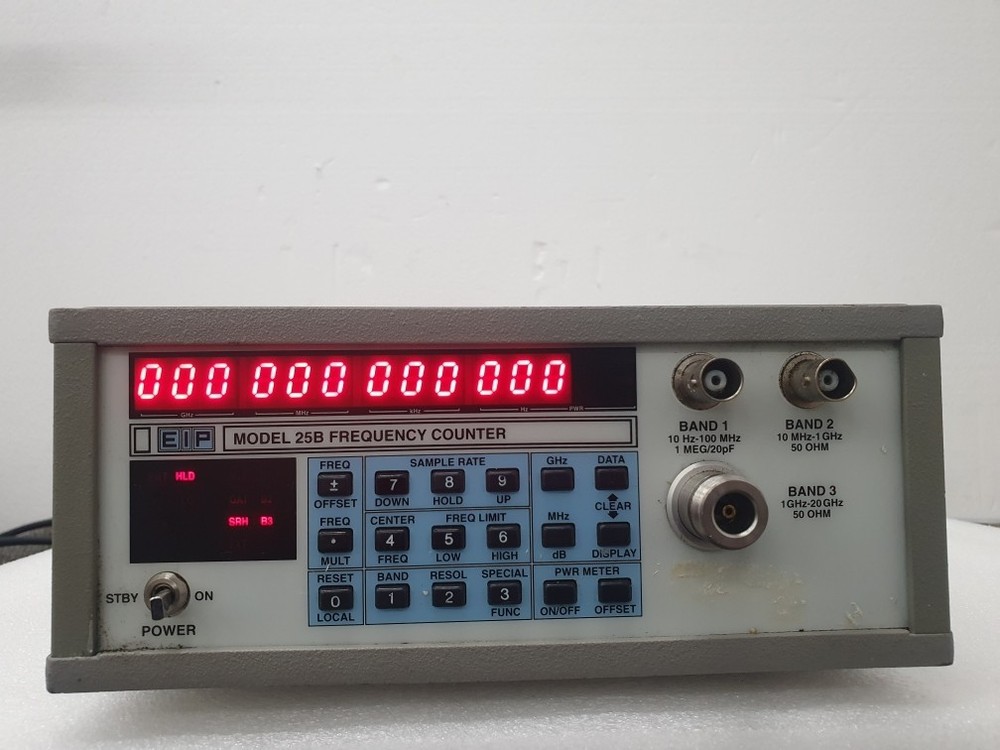 000 000 000 000
GHz MHz kHz Hz PWR
EIP MODEL 25B FREQUENCY COUNTER
HLD
SRH B3
STBY ON
POWER
FREQ
±
OFFSET
FREQ
•
MULT
RESET
0
LOCAL
SAMPLE RATE
7 8 9
DOWN HOLD UP
CENTER FREQ LIMIT
4 5 6
FREQ LOW HIGH
BAND RESOL SPECIAL
1 2 3
FUNC
GHz DATA
CLEAR
MHz
dB DISPLAY
PWR METER
ON/OFF OFFSET
BAND 1
10 Hz-100 MHz
1 MEG/20pF
BAND 2
10 MHz-1 GHz
50 OHM
BAND 3
1GHz-20 GHz
50 OHM